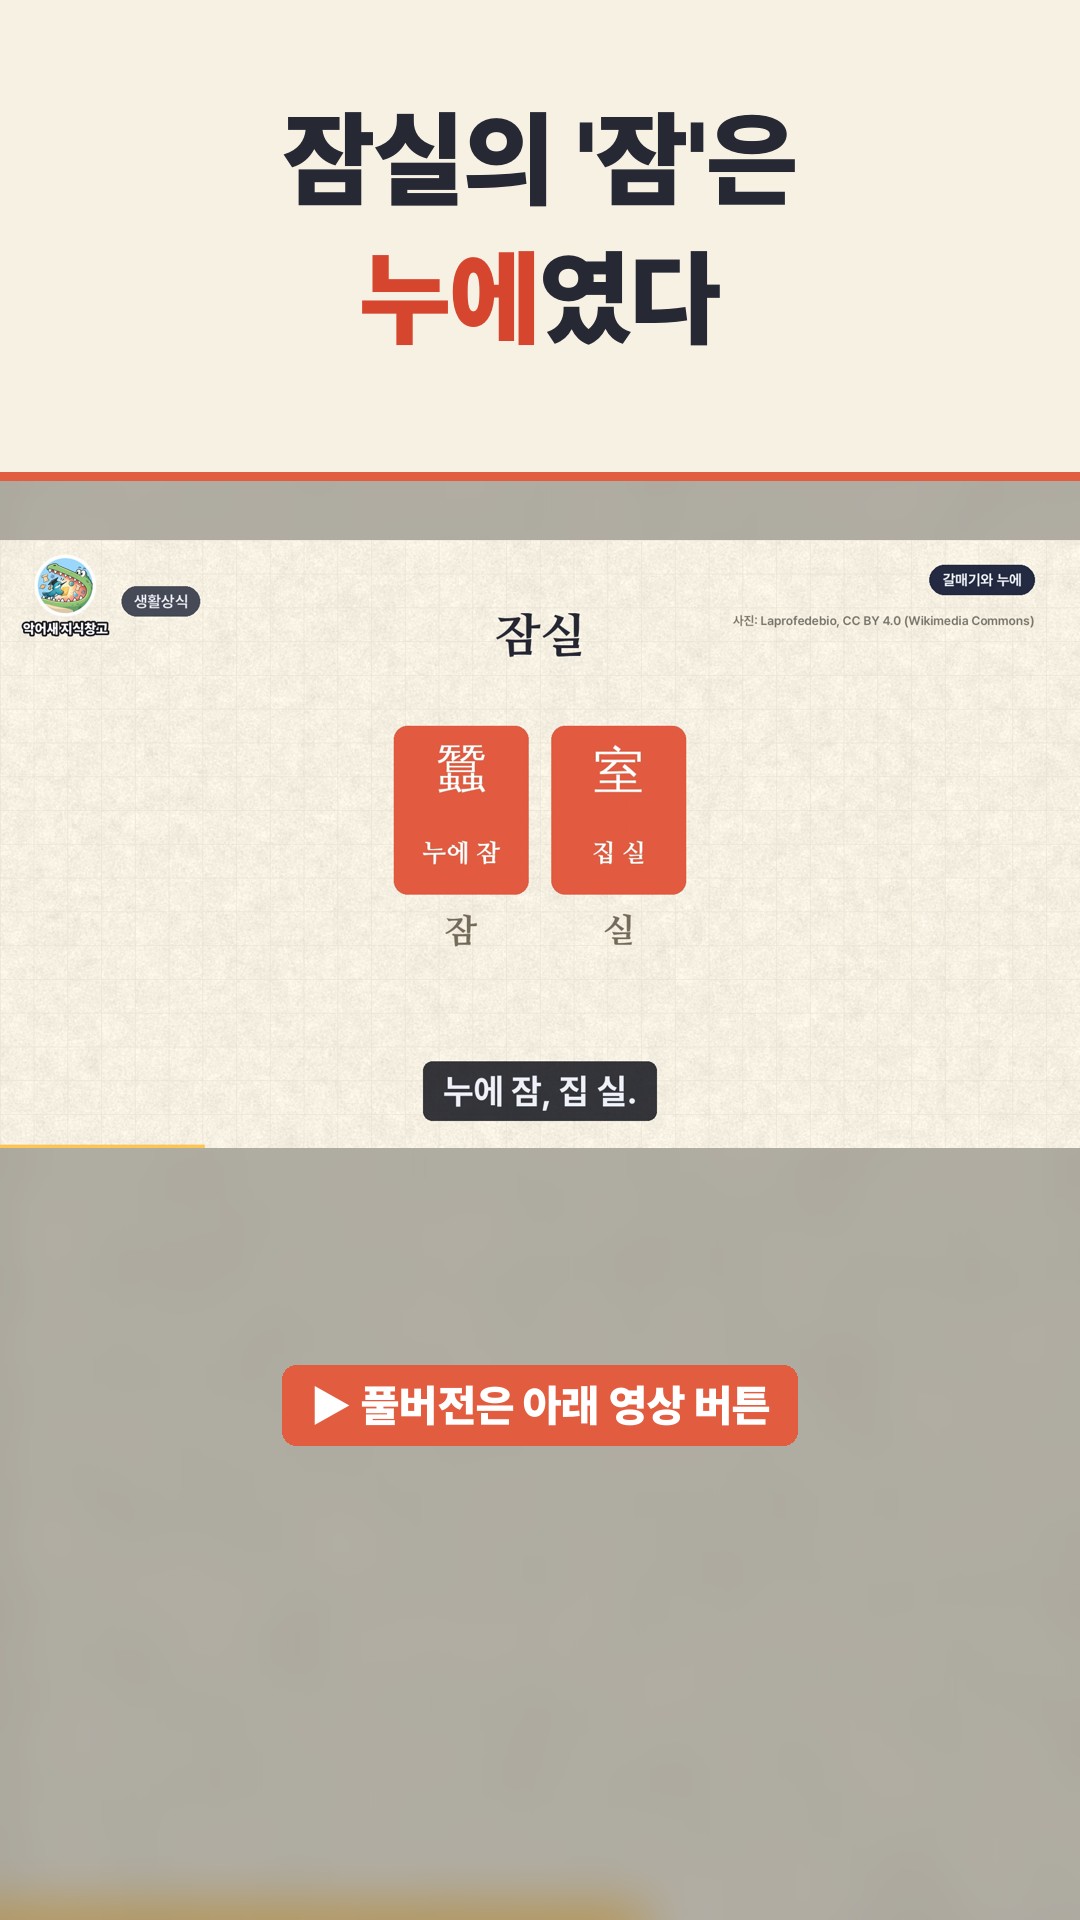 잠실의 '잠'은
누에였다
악어새 지식창고
생활상식
갈매기와 누에
사진: Laprofedebio, CC BY 4.0 (Wikimedia Commons)
잠실
蠶 室
누에 잠 집 실
잠 실
누에 잠, 집 실.
▶ 풀버전은 아래 영상 버튼